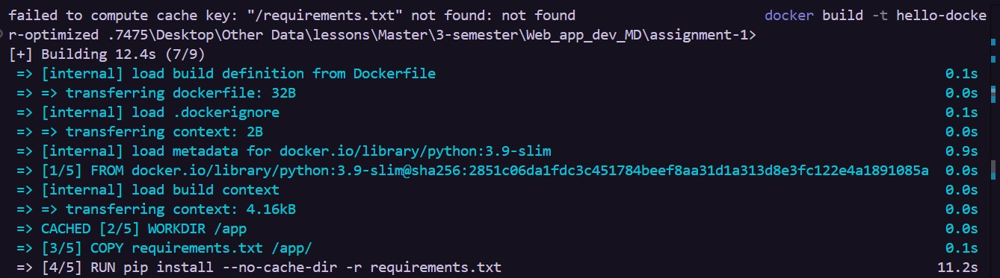 failed to compute cache key: "/requirements.txt" not found: not found docker build -t hello-docke
r-optimized .7475\Desktop\Other Data\lessons\Master\3-semester\Web_app_dev_MD\assignment-1>
[+] Building 12.4s (7/9)
=> [internal] load build definition from Dockerfile 0.1s
=> => transferring dockerfile: 32B 0.0s
=> [internal] load .dockerignore 0.1s
=> => transferring context: 2B 0.0s
=> [internal] load metadata for docker.io/library/python:3.9-slim 0.9s
=> [1/5] FROM docker.io/library/python:3.9-slim@sha256:2851c06da1fdc3c451784beef8aa31d1a313d8e3fc122e4a1891085a 0.0s
=> [internal] load build context 0.0s
=> => transferring context: 4.16kB 0.0s
=> CACHED [2/5] WORKDIR /app 0.0s
=> [3/5] COPY requirements.txt /app/ 0.1s
=> [4/5] RUN pip install --no-cache-dir -r requirements.txt 11.2s